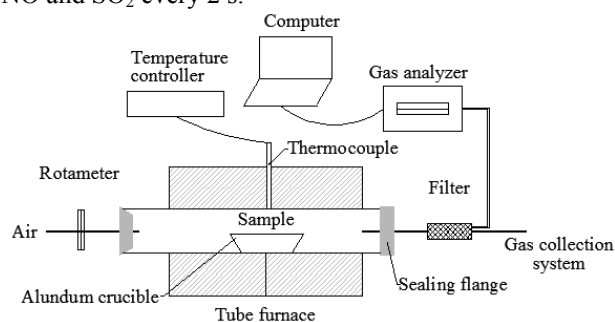 NO and SO₂ every 2 s.
Computer
Temperature
controller
Gas analyzer
Thermocouple
Rotameter
Filter
Sample
Air
Gas collection
system
Alundum crucible
Sealing flange
Tube furnace